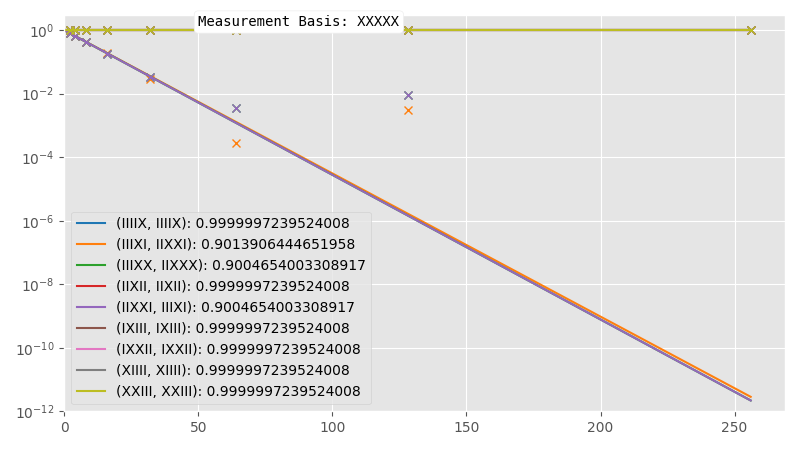 Measurement Basis: XXXXX
10^0
10^-2
10^-4
10^-6
10^-8
10^-10
10^-12
(IIIIX, IIIIX): 0.9999997239524008
(IIIXI, IIXXI): 0.9013906444651958
(IIIXX, IIXXX): 0.9004654003308917
(IIXII, IIXII): 0.9999997239524008
(IIXXI, IIIXI): 0.9004654003308917
(IXIII, IXIII): 0.9999997239524008
(IXXII, IXXII): 0.9999997239524008
(XIIII, XIIII): 0.9999997239524008
(XXIII, XXIII): 0.9999997239524008
0 50 100 150 200 250